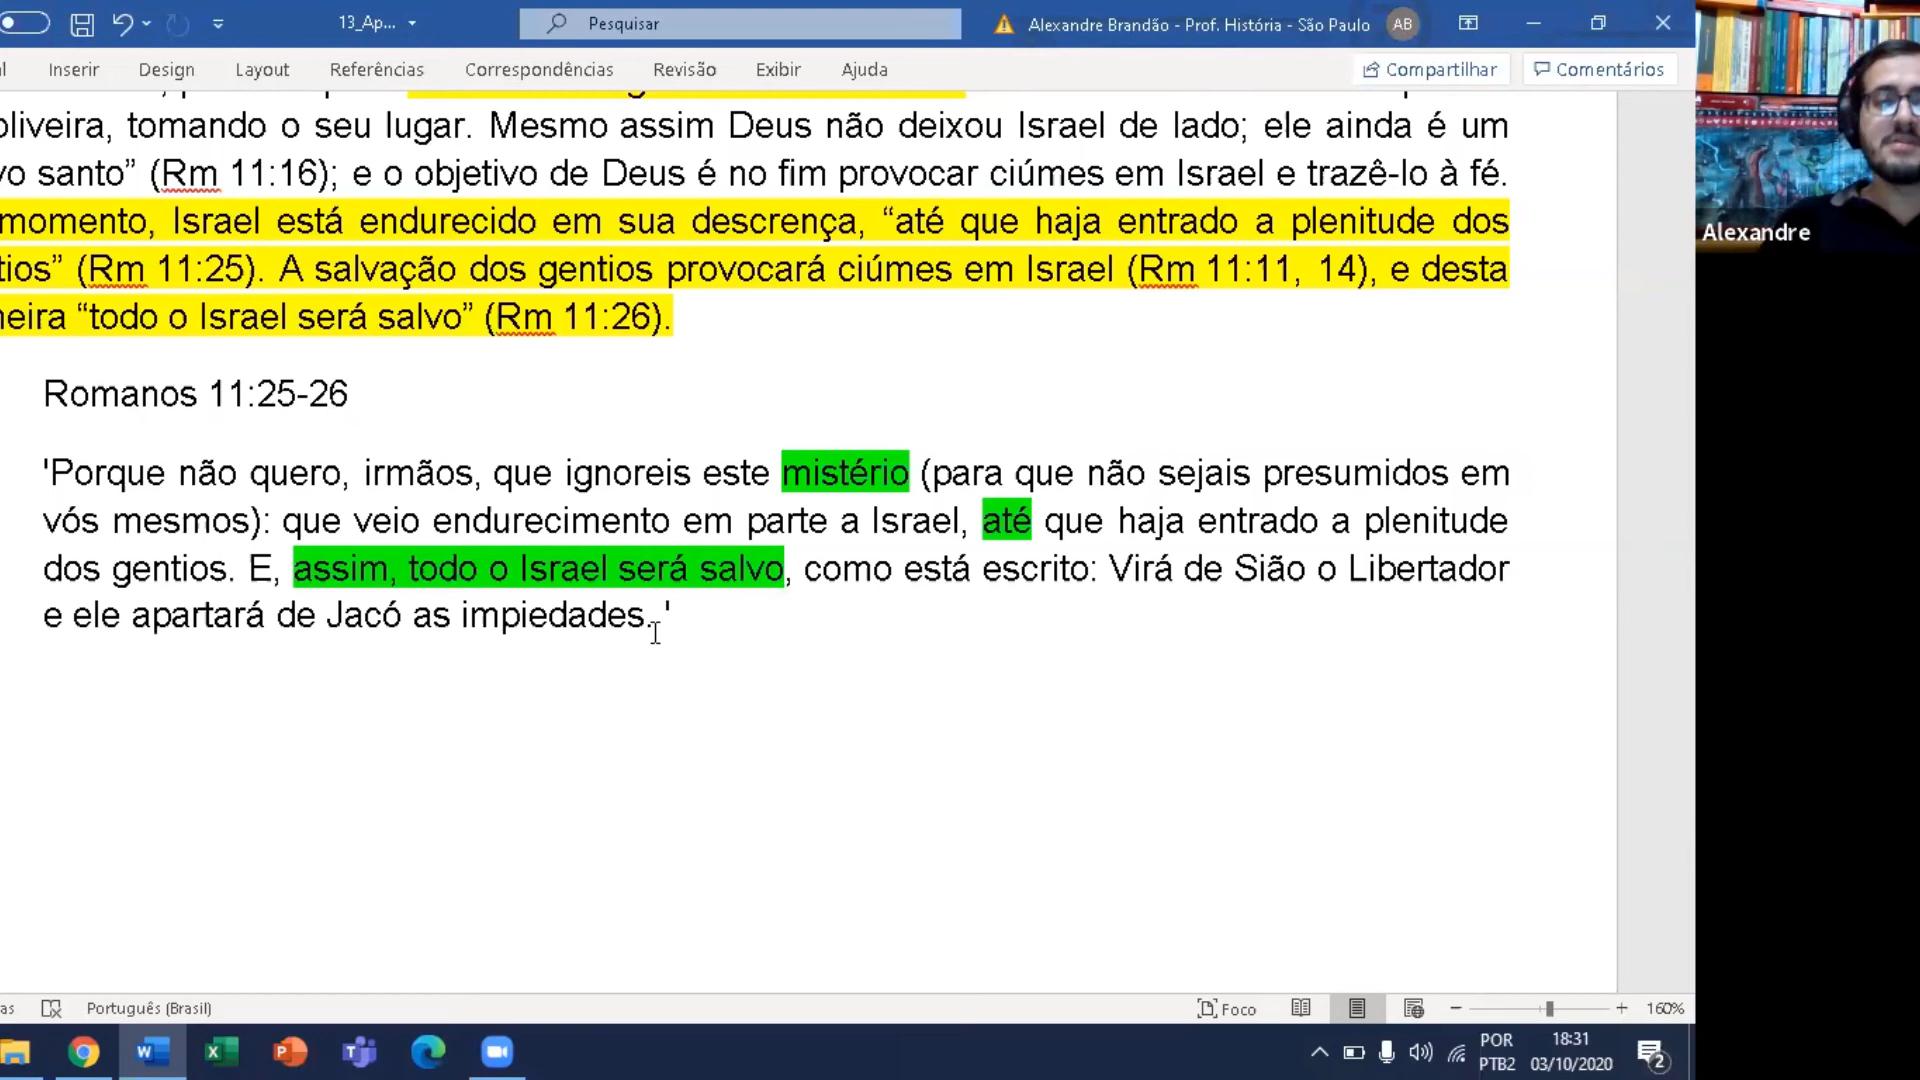 13_Ap...
Pesquisar
Alexandre Brandão - Prof. História - São Paulo
AB
Inserir
Design
Layout
Referências
Correspondências
Revisão
Exibir
Ajuda
Compartilhar
Comentários
oliveira, tomando o seu lugar. Mesmo assim Deus não deixou Israel de lado; ele ainda é um
vo santo” (Rm 11:16); e o objetivo de Deus é no fim provocar ciúmes em Israel e trazê-lo à fé.
momento, Israel está endurecido em sua descrença, “até que haja entrado a plenitude dos
tios” (Rm 11:25). A salvação dos gentios provocará ciúmes em Israel (Rm 11:11, 14), e desta
neira “todo o Israel será salvo” (Rm 11:26).
Romanos 11:25-26
'Porque não quero, irmãos, que ignoreis este mistério (para que não sejais presumidos em
vós mesmos): que veio endurecimento em parte a Israel, até que haja entrado a plenitude
dos gentios. E, assim, todo o Israel será salvo, como está escrito: Virá de Sião o Libertador
e ele apartará de Jacó as impiedades. '
Alexandre
as
Português (Brasil)
Foco
160%
POR
PTB2
18:31
03/10/2020
2